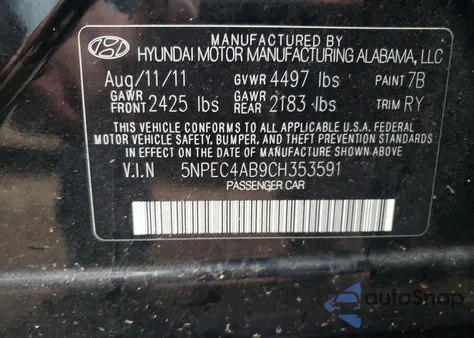 MANUFACTURED BY
HYUNDAI MOTOR MANUFACTURING ALABAMA, LLC
Aug/11/11 GVWR 4497 lbs PAINT 7B
GAWR FRONT 2425 lbs GAWR REAR 2183 lbs TRIM RY
THIS VEHICLE CONFORMS TO ALL APPLICABLE U.S.A. FEDERAL
MOTOR VEHICLE SAFETY, BUMPER, AND THEFT PREVENTION STANDARDS
IN EFFECT ON THE DATE OF MANUFACTURE SHOWN ABOVE.
V.I.N 5NPEC4AB9CH353591
PASSENGER CAR
autoSnap